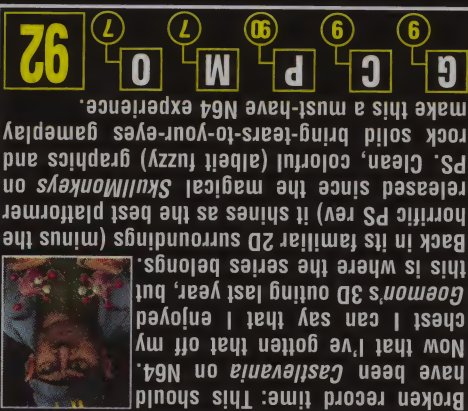 Broken record time: This should
have been Castlevania on N64.
Now that I've gotten that off my
chest I can say that I enjoyed
Goemon's 3D outing last year, but
this is where the series belongs.
Back in its familiar 2D surroundings (minus the
horrific PS rev) it shines as the best platformer
released since the magical SkullMonkeys on
PS. Clean, colorful (albeit fuzzy) graphics and
rock solid bring-tears-to-your-eyes gameplay
make this a must-have N64 experience.
G C P M O 92
9 9 7 7